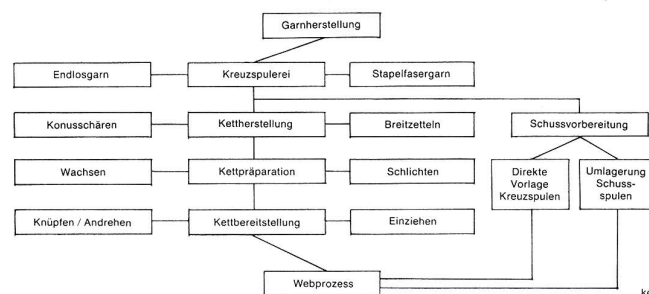 Garnherstellung
Endlosgarn
Kreuzspulerei
Stapelfasergarn
Konusschären
Kettherstellung
Breitzetteln
Schussvorbereitung
Wachsen
Kettpräparation
Schlichten
Direkte
Vorlage
Kreuzspulen
Umlagerung
Schuss-
spulen
Knüpfen / Andrehen
Kettbereitstellung
Einziehen
Webprozess